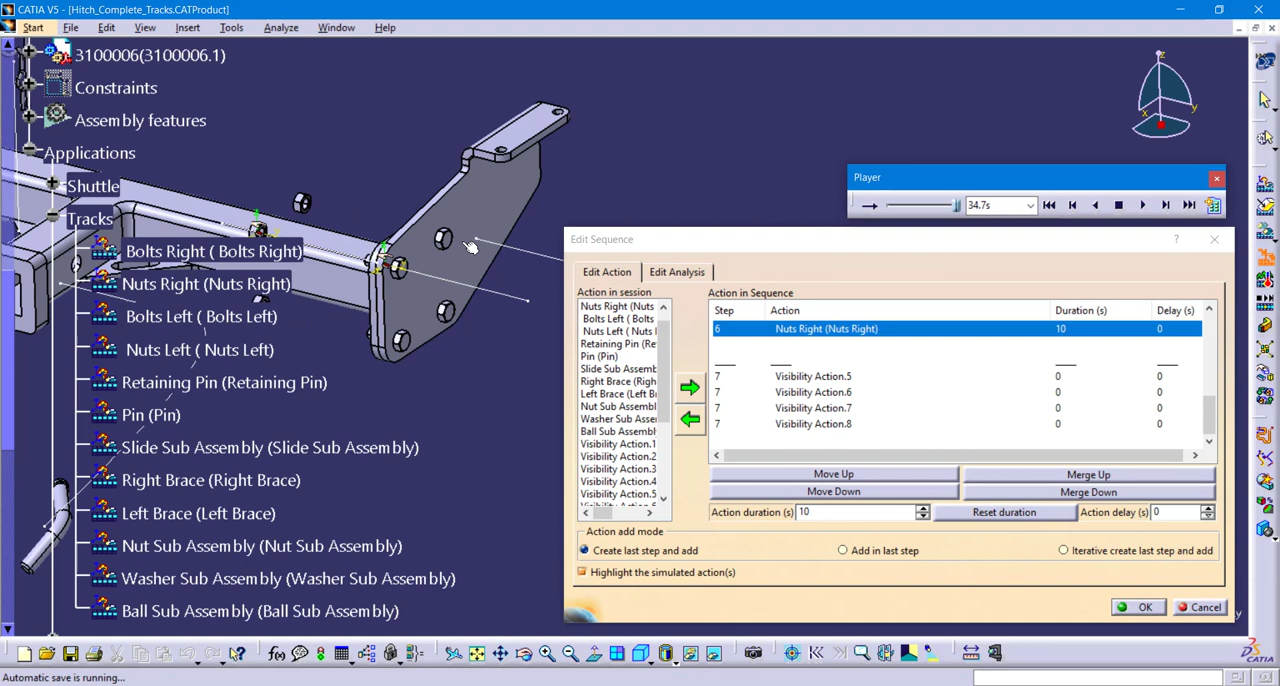 CATIA V5 - [Hitch_Complete_Tracks.CATProduct]
Start File Edit View Insert Tools Analyze Window Help
3100006(3100006.1)
Constraints
Assembly features
Applications
Shuttle
Tracks
Bolts Right ( Bolts Right)
Nuts Right (Nuts Right)
Bolts Left ( Bolts Left)
Nuts Left ( Nuts Left)
Retaining Pin (Retaining Pin)
Pin (Pin)
Slide Sub Assembly (Slide Sub Assembly)
Right Brace (Right Brace)
Left Brace (Left Brace)
Nut Sub Assembly (Nut Sub Assembly)
Washer Sub Assembly (Washer Sub Assembly)
Ball Sub Assembly (Ball Sub Assembly)
z
y
x
Player
34.7s
Edit Sequence
Edit Action Edit Analysis
Action in session
Nuts Right (Nuts
Bolts Left ( Bolts
Nuts Left ( Nuts
Retaining Pin (Re
Pin (Pin)
Slide Sub Assemb
Right Brace (Righ
Left Brace (Left B
Nut Sub Assembl
Washer Sub Asse
Ball Sub Assembl
Visibility Action.1
Visibility Action.2
Visibility Action.3
Visibility Action.4
Visibility Action.5
Action in Sequence
Step Action Duration (s) Delay (s)
6 Nuts Right (Nuts Right) 10 0
7 Visibility Action.5 0 0
7 Visibility Action.6 0 0
7 Visibility Action.7 0 0
7 Visibility Action.8 0 0
Move Up Merge Up
Move Down Merge Down
Action duration (s) 10 Reset duration Action delay (s) 0
Action add mode
Create last step and add Add in last step Iterative create last step and add
Highlight the simulated action(s)
OK Cancel
y
f(x)
CATIA
Automatic save is running...